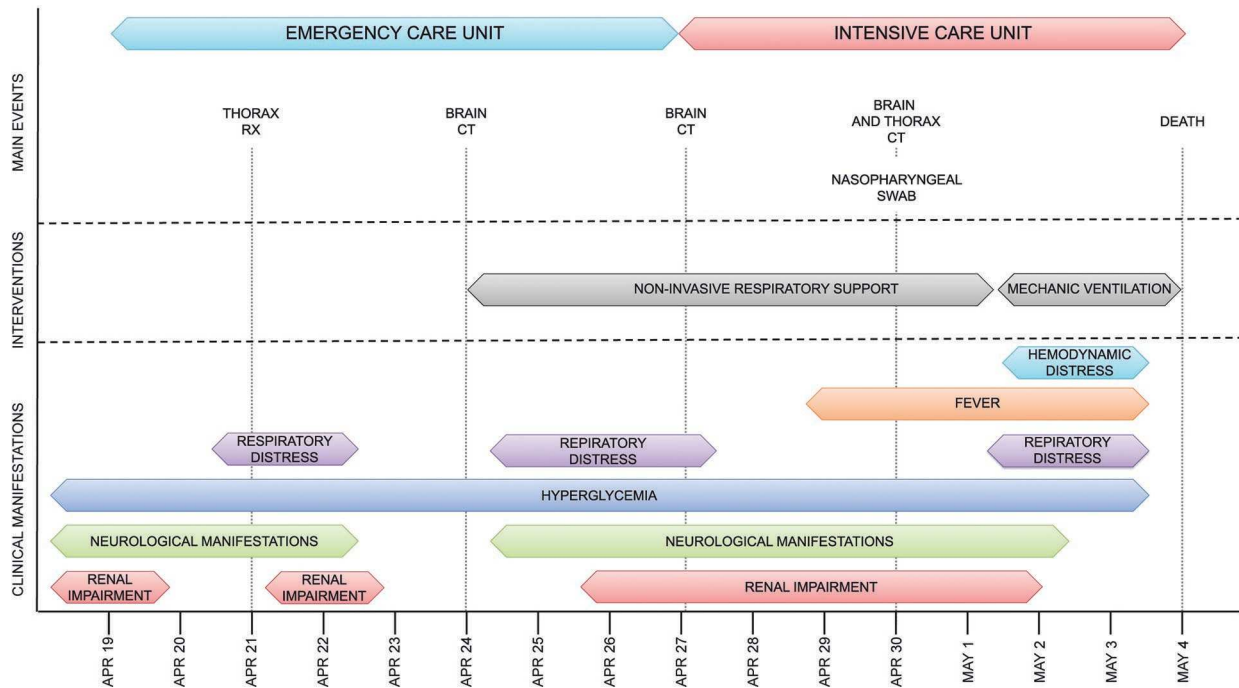 MAIN EVENTS
EMERGENCY CARE UNIT
INTENSIVE CARE UNIT
THORAX
RX
BRAIN
CT
BRAIN
CT
BRAIN
AND THORAX
CT
NASOPHARYNGEAL
SWAB
DEATH
INTERVENTIONS
NON-INVASIVE RESPIRATORY SUPPORT
MECHANIC VENTILATION
CLINICAL MANIFESTATIONS
HEMODYNAMIC
DISTRESS
FEVER
RESPIRATORY
DISTRESS
REPIRATORY
DISTRESS
REPIRATORY
DISTRESS
HYPERGLYCEMIA
NEUROLOGICAL MANIFESTATIONS
NEUROLOGICAL MANIFESTATIONS
RENAL
IMPAIRMENT
RENAL
IMPAIRMENT
RENAL IMPAIRMENT
APR 19
APR 20
APR 21
APR 22
APR 23
APR 24
APR 25
APR 26
APR 27
APR 28
APR 29
APR 30
MAY 1
MAY 2
MAY 3
MAY 4